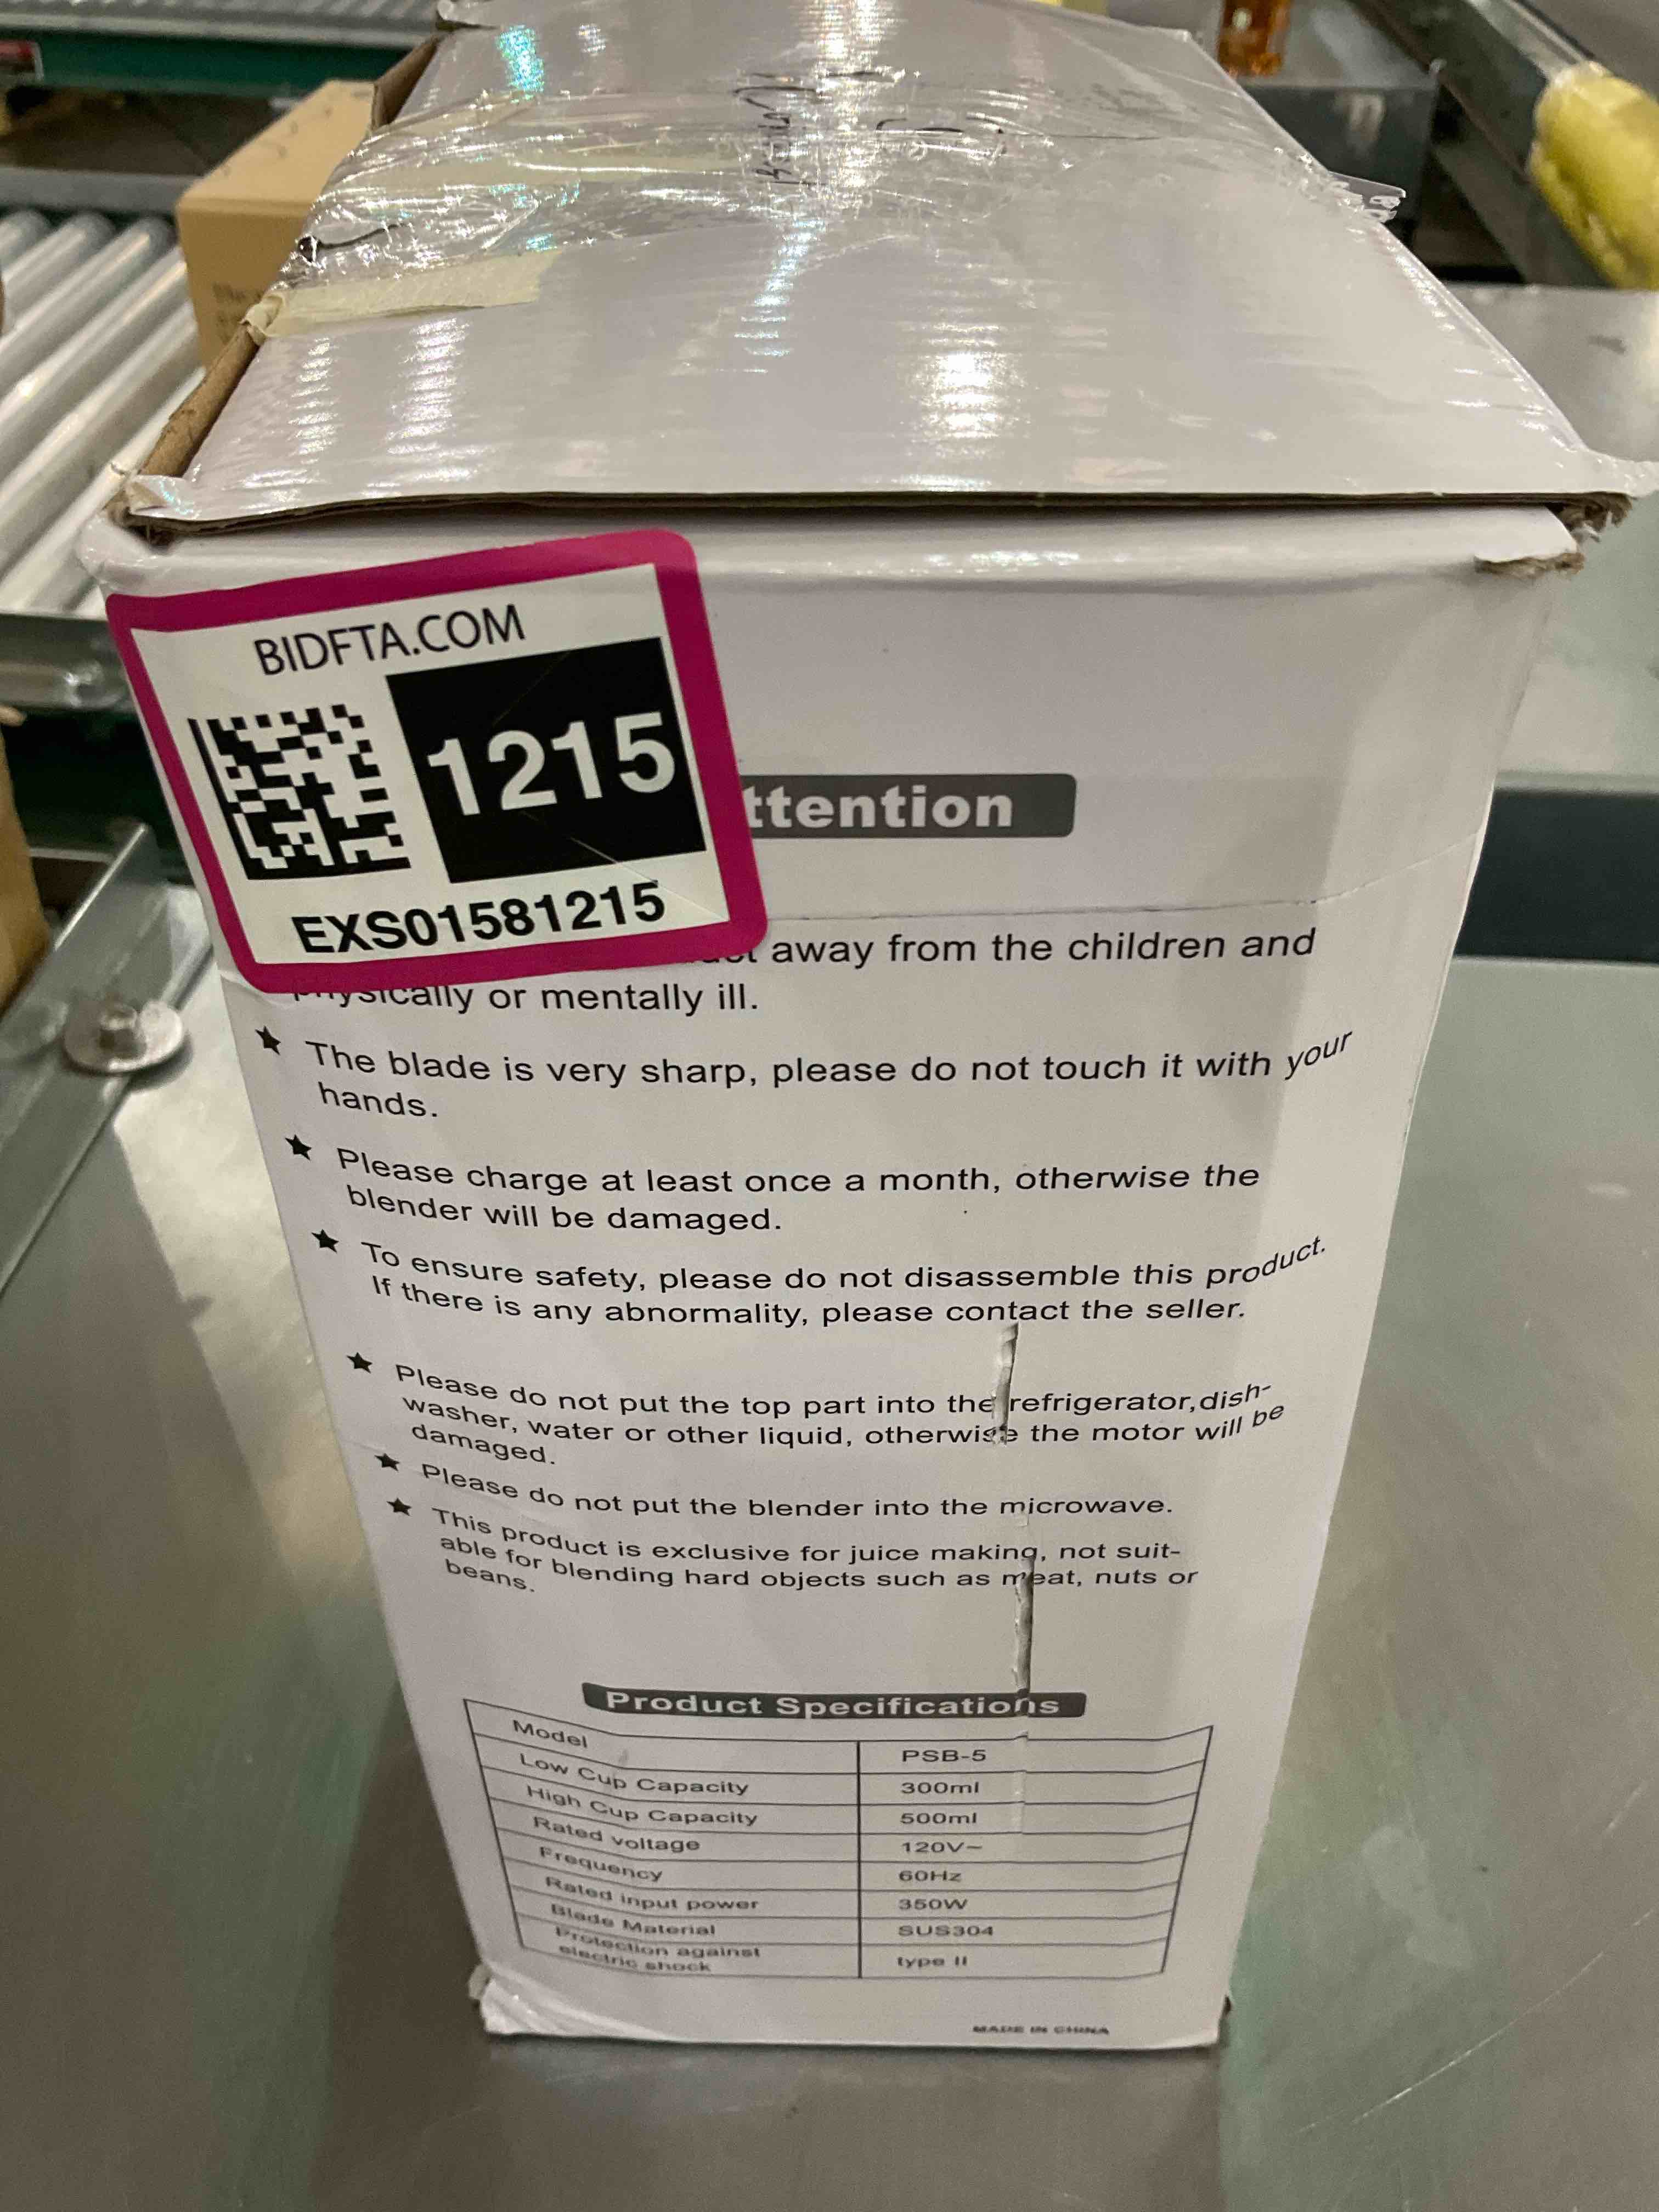 BIDFTA.COM
1215
EXS01581215
ttention
away from the children and
physically or mentally ill.
★ The blade is very sharp, please do not touch it with your
hands.
★ Please charge at least once a month, otherwise the
blender will be damaged.
★ To ensure safety, please do not disassemble this product.
If there is any abnormality, please contact the seller.
★ Please do not put the top part into the refrigerator,dish-
washer, water or other liquid, otherwise the motor will be
damaged.
★ Please do not put the blender into the microwave.
★ This product is exclusive for juice making, not suit-
able for blending hard objects such as meat, nuts or
beans.
Product Specifications
Model PSB-5
Low Cup Capacity 300ml
High Cup Capacity 500ml
Rated voltage 120V~
Frequency 60Hz
Rated input power 350W
Blade Material SUS304
Protection against
electric shock type II
MADE IN CHINA